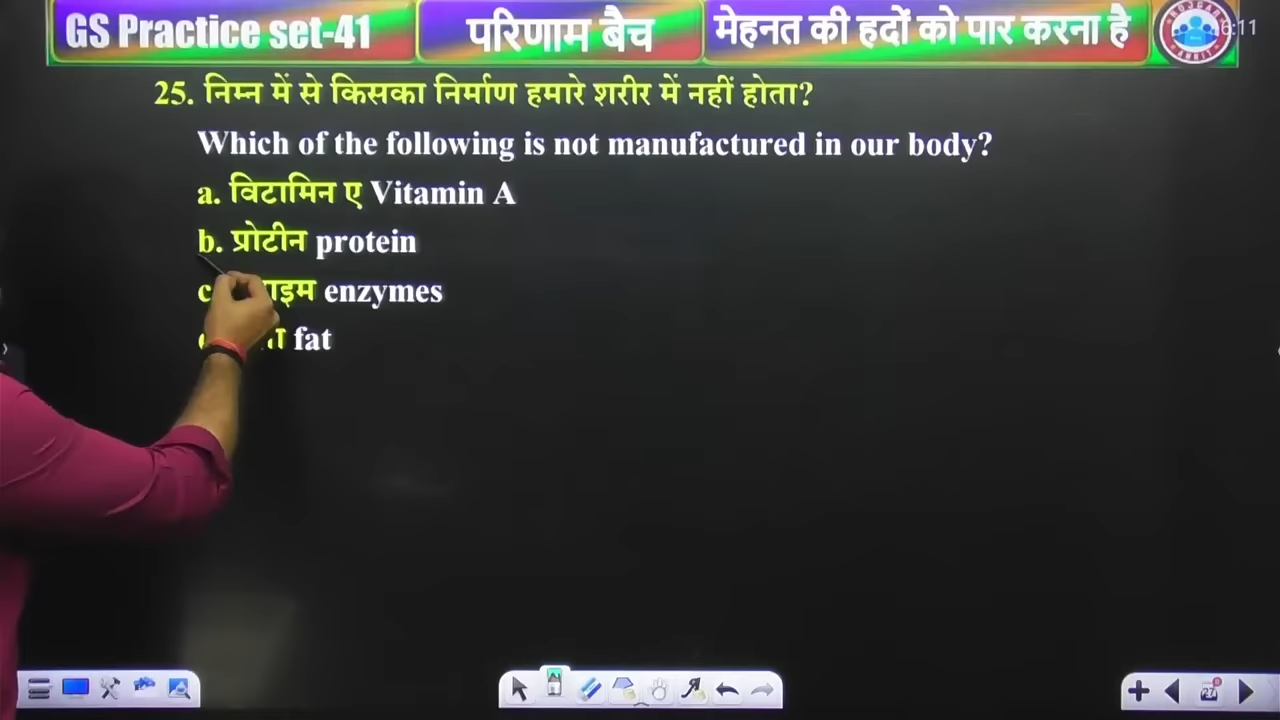 GS Practice set-41 परिणाम बैच मेहनत की हदों को पार करना है
25. निम्न में से किसका निर्माण हमारे शरीर में नहीं होता?
Which of the following is not manufactured in our body?
a. विटामिन ए Vitamin A
b. प्रोटीन protein
c enzymes
fat
27